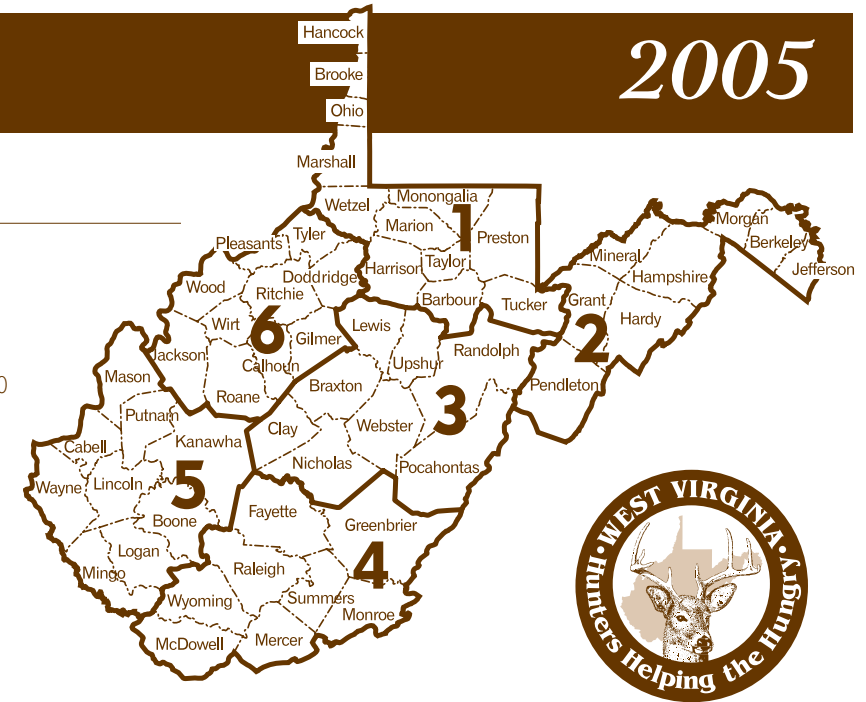 2005
Hancock
Brooke
Ohio
Marshall
Wetzel
Monongalia
Marion
1
Preston
Harrison
Taylor
Barbour
Tucker
Morgan
Berkeley
Jefferson
Mineral
Hampshire
Grant
Hardy
2
Pendleton
Pleasants
Tyler
Doddridge
Wood
Ritchie
Wirt
6
Gilmer
Jackson
Calhoun
Roane
Lewis
Upshur
Randolph
Braxton
3
Clay
Webster
Nicholas
Pocahontas
Mason
Putnam
Kanawha
Cabell
Wayne
Lincoln
5
Boone
Logan
Mingo
Fayette
Greenbrier
Raleigh
4
Summers
Monroe
Wyoming
McDowell
Mercer
0
WEST VIRGINIA
Hunters Helping the Hungry